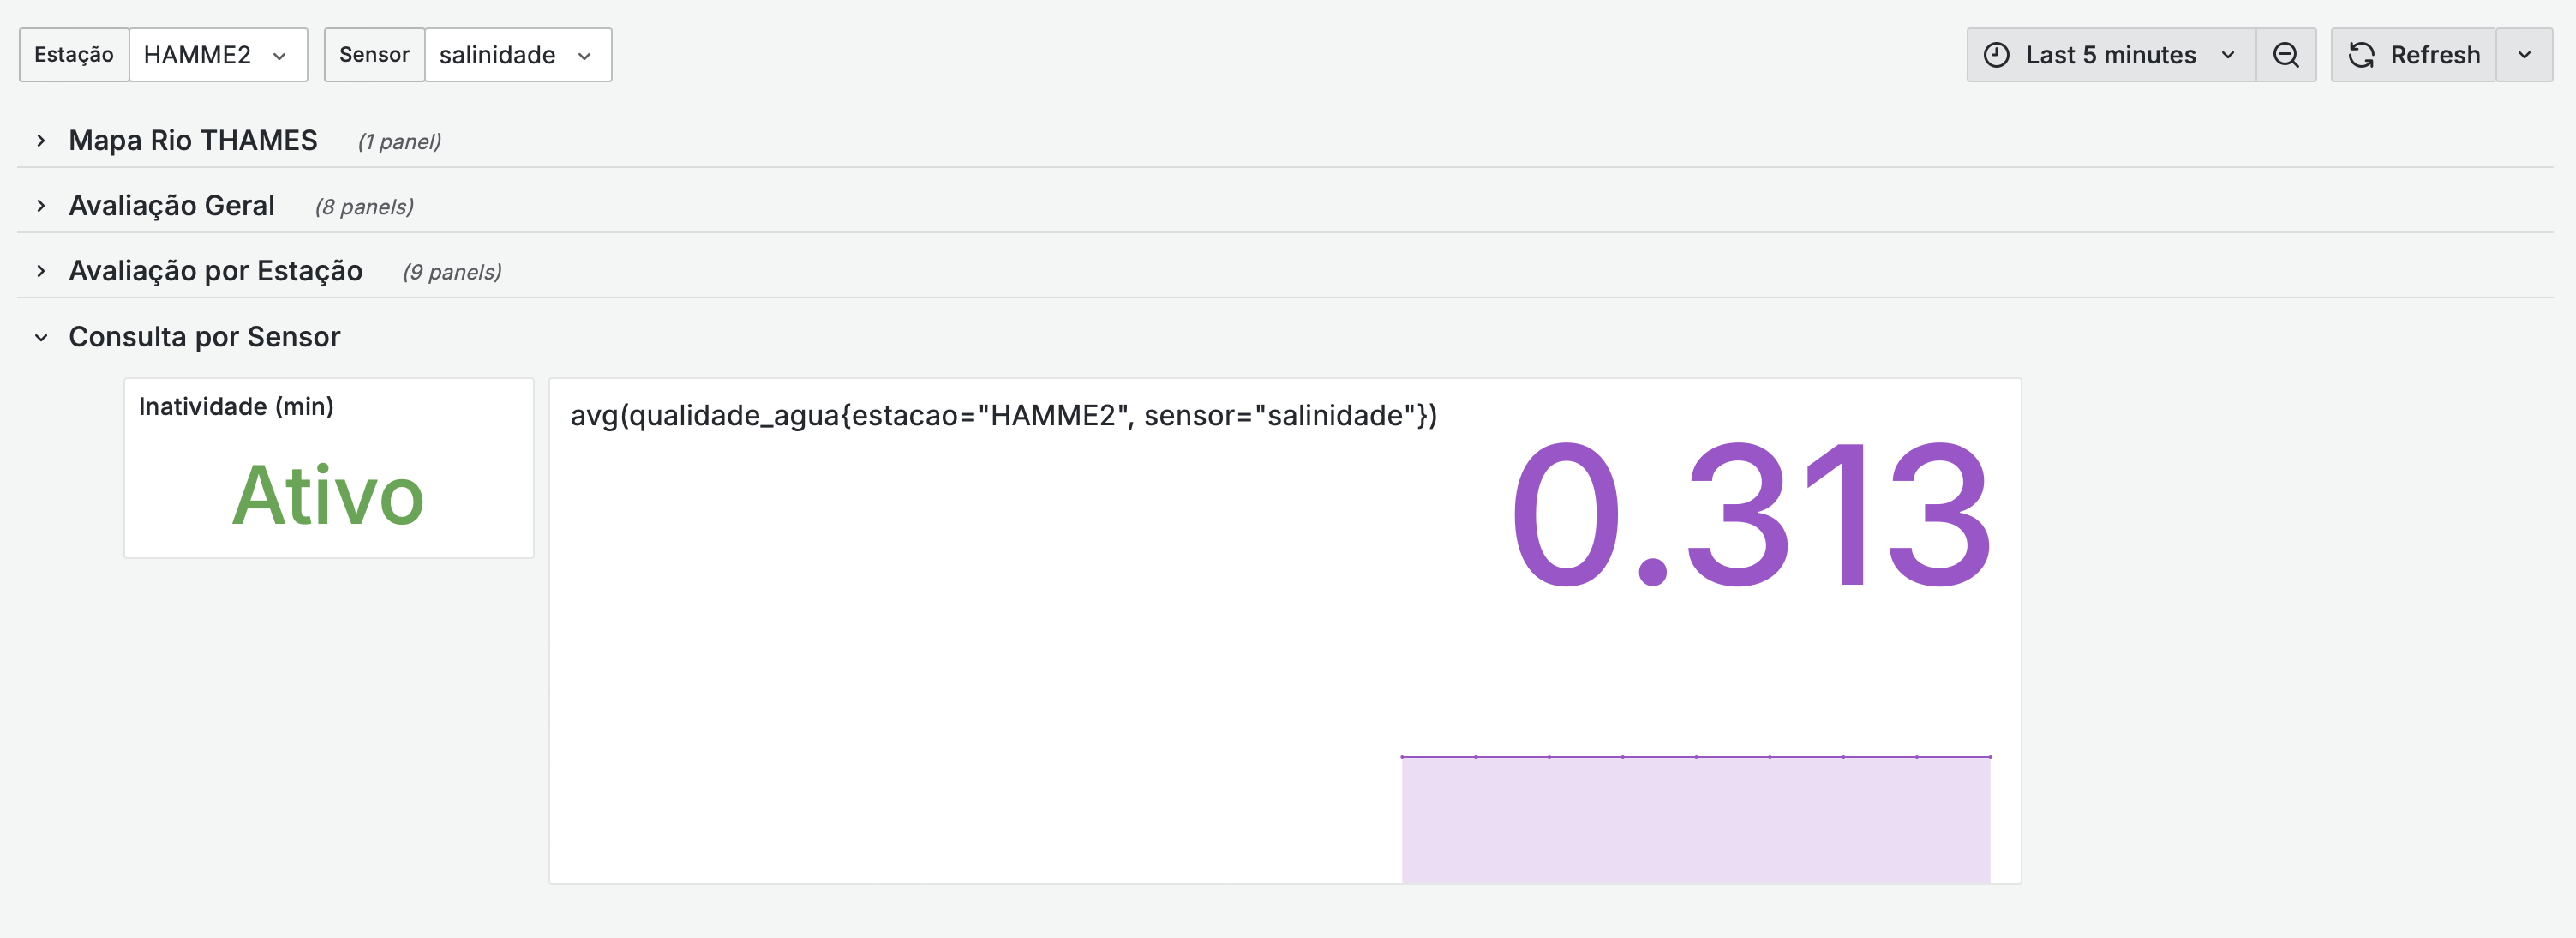 Estação HAMME2 Sensor salinidade Last 5 minutes Refresh
Mapa Rio THAMES (1 panel)
Avaliação Geral (8 panels)
Avaliação por Estação (9 panels)
Consulta por Sensor
Inatividade (min)
Ativo
avg(qualidade_agua{estacao="HAMME2", sensor="salinidade"})
0.313